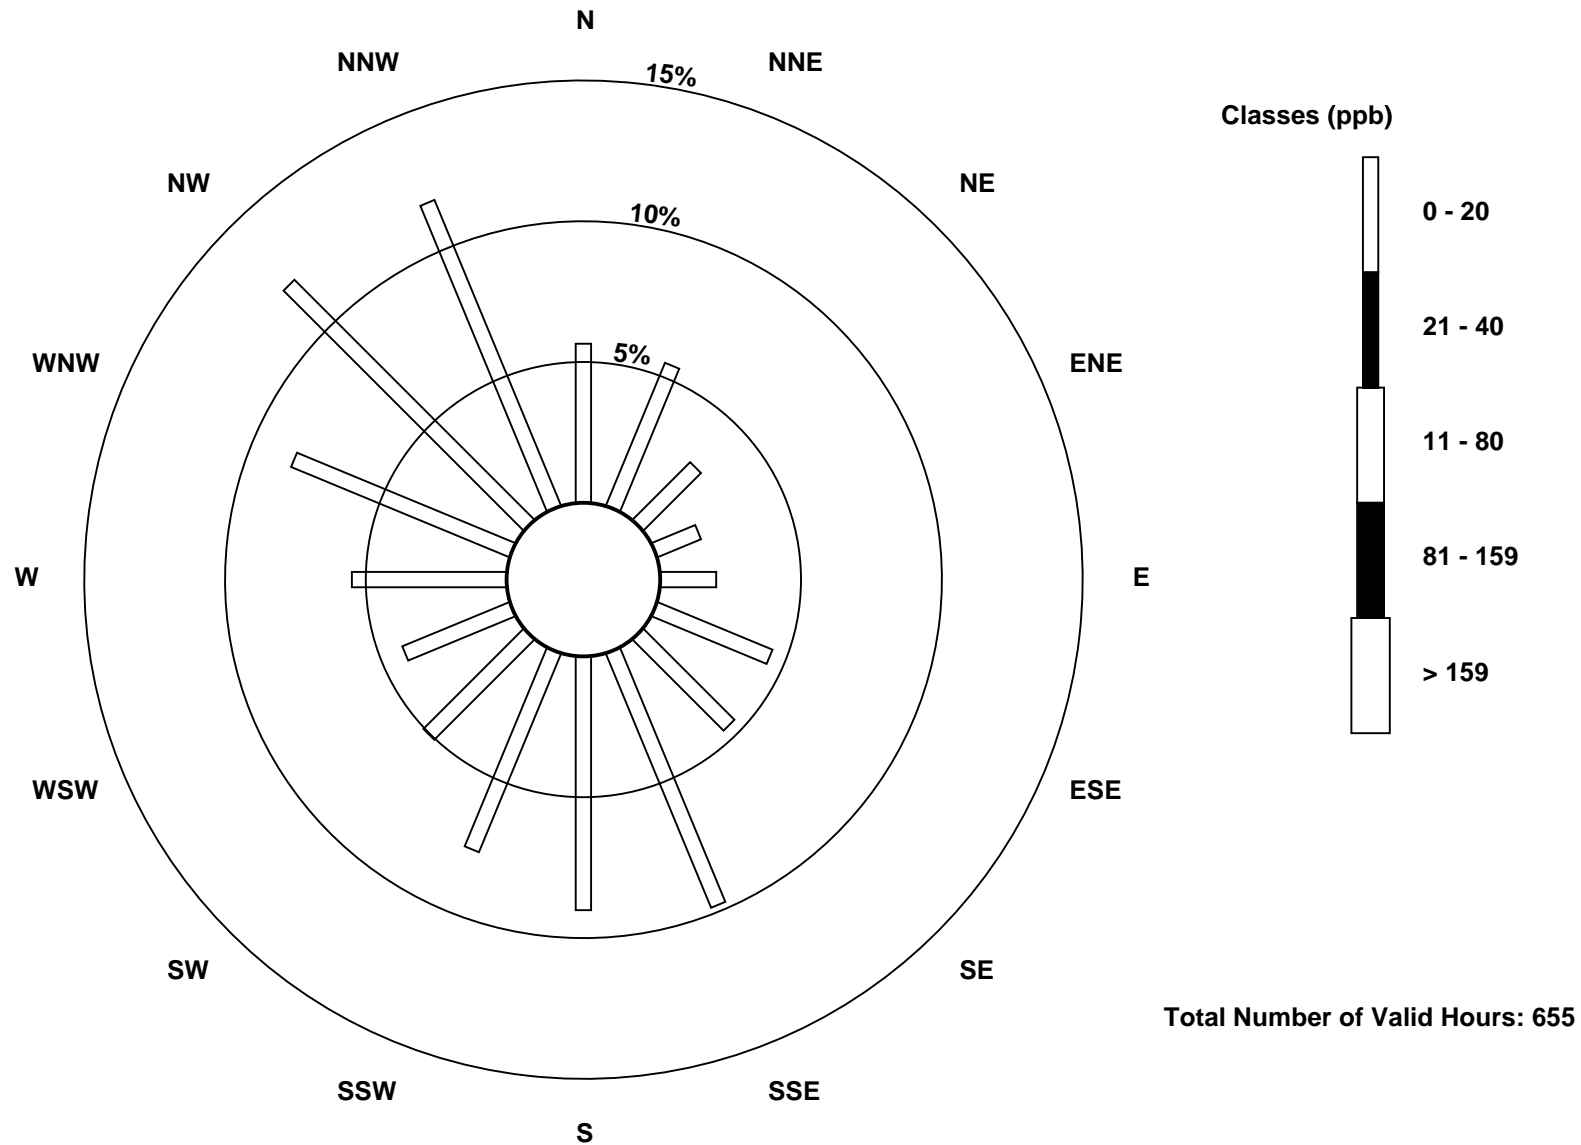 N
NNW
NNE
15%
Classes (ppb)
NW
NE
0 - 20
10%
21 - 40
5%
WNW
ENE
11 - 80
81 - 159
W
E
> 159
WSW
ESE
SW
SE
Total Number of Valid Hours: 655
SSW
SSE
S